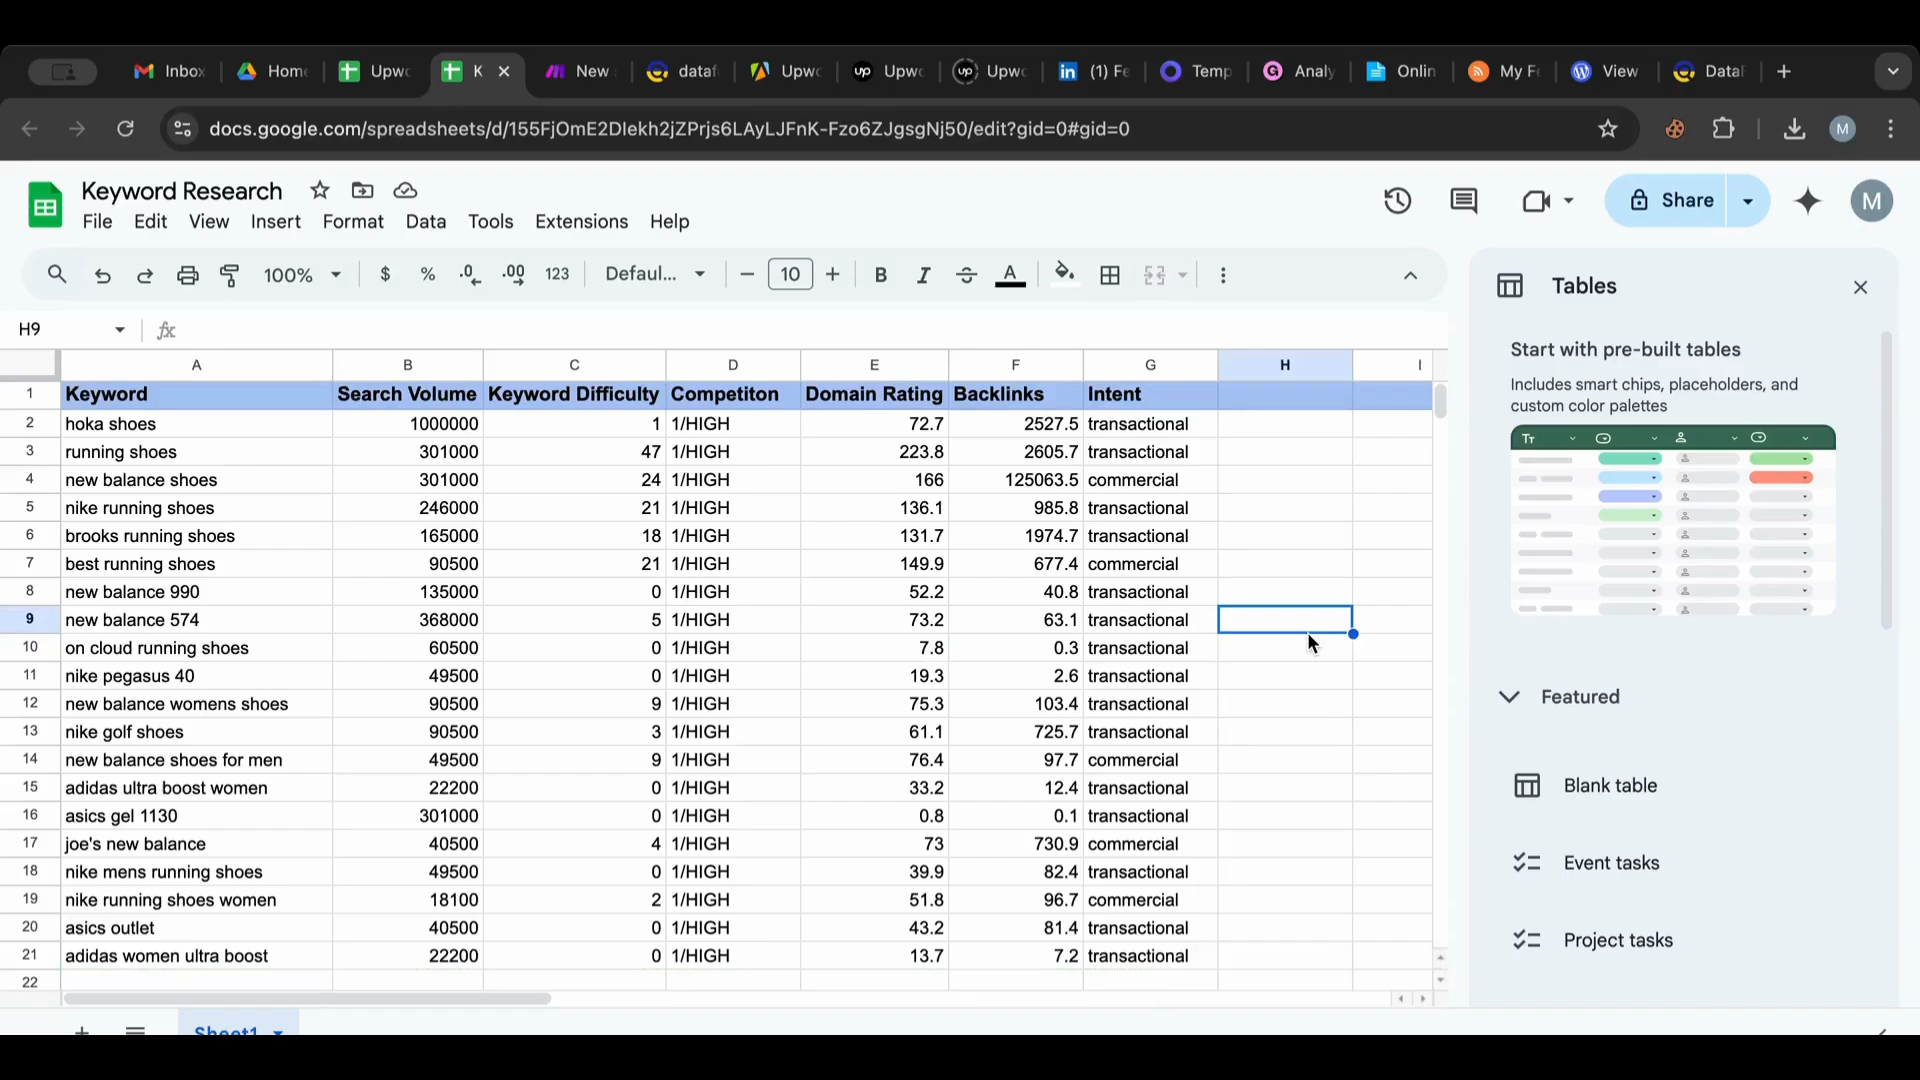 Inbox
Home
Upwo
K
New
dataf
Upwo
up Upwo
up Upwo
in (1) Fe
Temp
G Analy
Onlin
My Fe
View
DataF
docs.google.com/spreadsheets/d/155FjOmE2DIekh2jZPrjs6LAyLJFnK-Fzo6ZJgsgNj50/edit?gid=0#gid=0
M
Keyword Research
File Edit View Insert Format Data Tools Extensions Help
Share
M
100% $ % .0 .00 123 Defaul... 10 B I S A
H9 fx
A B C D E F G H I
1 Keyword Search Volume Keyword Difficulty Competiton Domain Rating Backlinks Intent
2 hoka shoes 1000000 1 1/HIGH 72.7 2527.5 transactional
3 running shoes 301000 47 1/HIGH 223.8 2605.7 transactional
4 new balance shoes 301000 24 1/HIGH 166 125063.5 commercial
5 nike running shoes 246000 21 1/HIGH 136.1 985.8 transactional
6 brooks running shoes 165000 18 1/HIGH 131.7 1974.7 transactional
7 best running shoes 90500 21 1/HIGH 149.9 677.4 commercial
8 new balance 990 135000 0 1/HIGH 52.2 40.8 transactional
9 new balance 574 368000 5 1/HIGH 73.2 63.1 transactional
10 on cloud running shoes 60500 0 1/HIGH 7.8 0.3 transactional
11 nike pegasus 40 49500 0 1/HIGH 19.3 2.6 transactional
12 new balance womens shoes 90500 9 1/HIGH 75.3 103.4 transactional
13 nike golf shoes 90500 3 1/HIGH 61.1 725.7 transactional
14 new balance shoes for men 49500 9 1/HIGH 76.4 97.7 commercial
15 adidas ultra boost women 22200 0 1/HIGH 33.2 12.4 transactional
16 asics gel 1130 301000 0 1/HIGH 0.8 0.1 transactional
17 joe's new balance 40500 4 1/HIGH 73 730.9 commercial
18 nike mens running shoes 49500 0 1/HIGH 39.9 82.4 transactional
19 nike running shoes women 18100 2 1/HIGH 51.8 96.7 commercial
20 asics outlet 40500 0 1/HIGH 43.2 81.4 transactional
21 adidas women ultra boost 22200 0 1/HIGH 13.7 7.2 transactional
22
Sheet1
Tables
Start with pre-built tables
Includes smart chips, placeholders, and
custom color palettes
Tт
Featured
Blank table
Event tasks
Project tasks